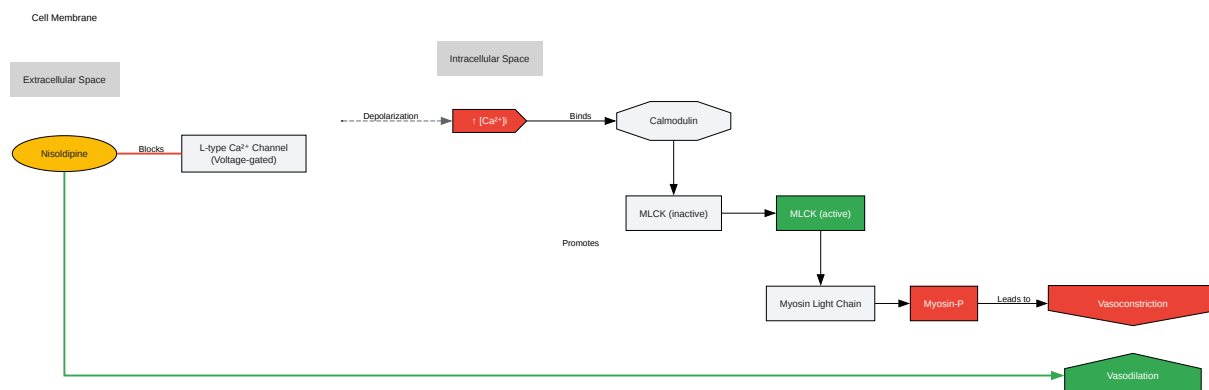 Cell Membrane
Extracellular Space
Intracellular Space
Nisoldipine
Blocks
L-type Ca²⁺ Channel
(Voltage-gated)
Depolarization
↑ [Ca²⁺]i
Binds
Calmodulin
MLCK (inactive)
MLCK (active)
Promotes
Myosin Light Chain
Myosin-P
Leads to
Vasoconstriction
Vasodilation